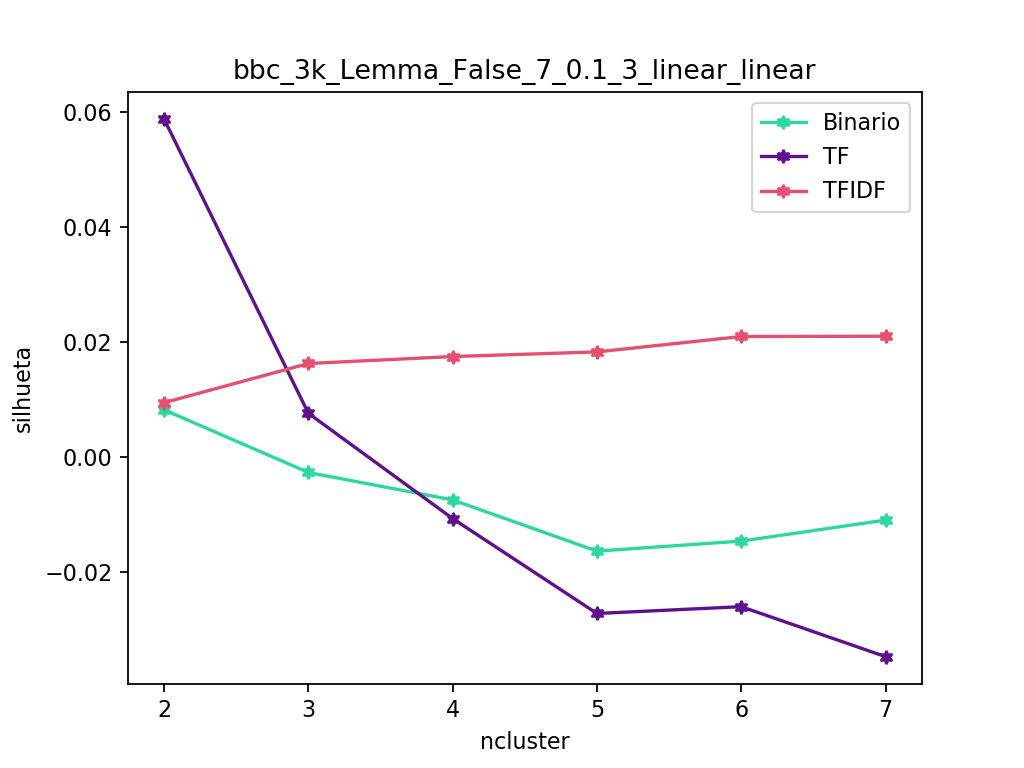 bbc_3k_Lemma_False_7_0.1_3_linear_linear
Binario
TF
TFIDF
silhueta
0.06
0.04
0.02
0.00
−0.02
2 3 4 5 6 7
ncluster